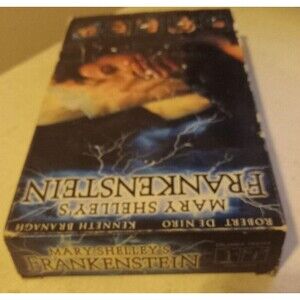 ROBERT DE NIRO
KENNETH BRANAGH
MARY SHELLEY'S
FRANKENSTEIN
MARY SHELLEY'S
FRANKENSTEIN